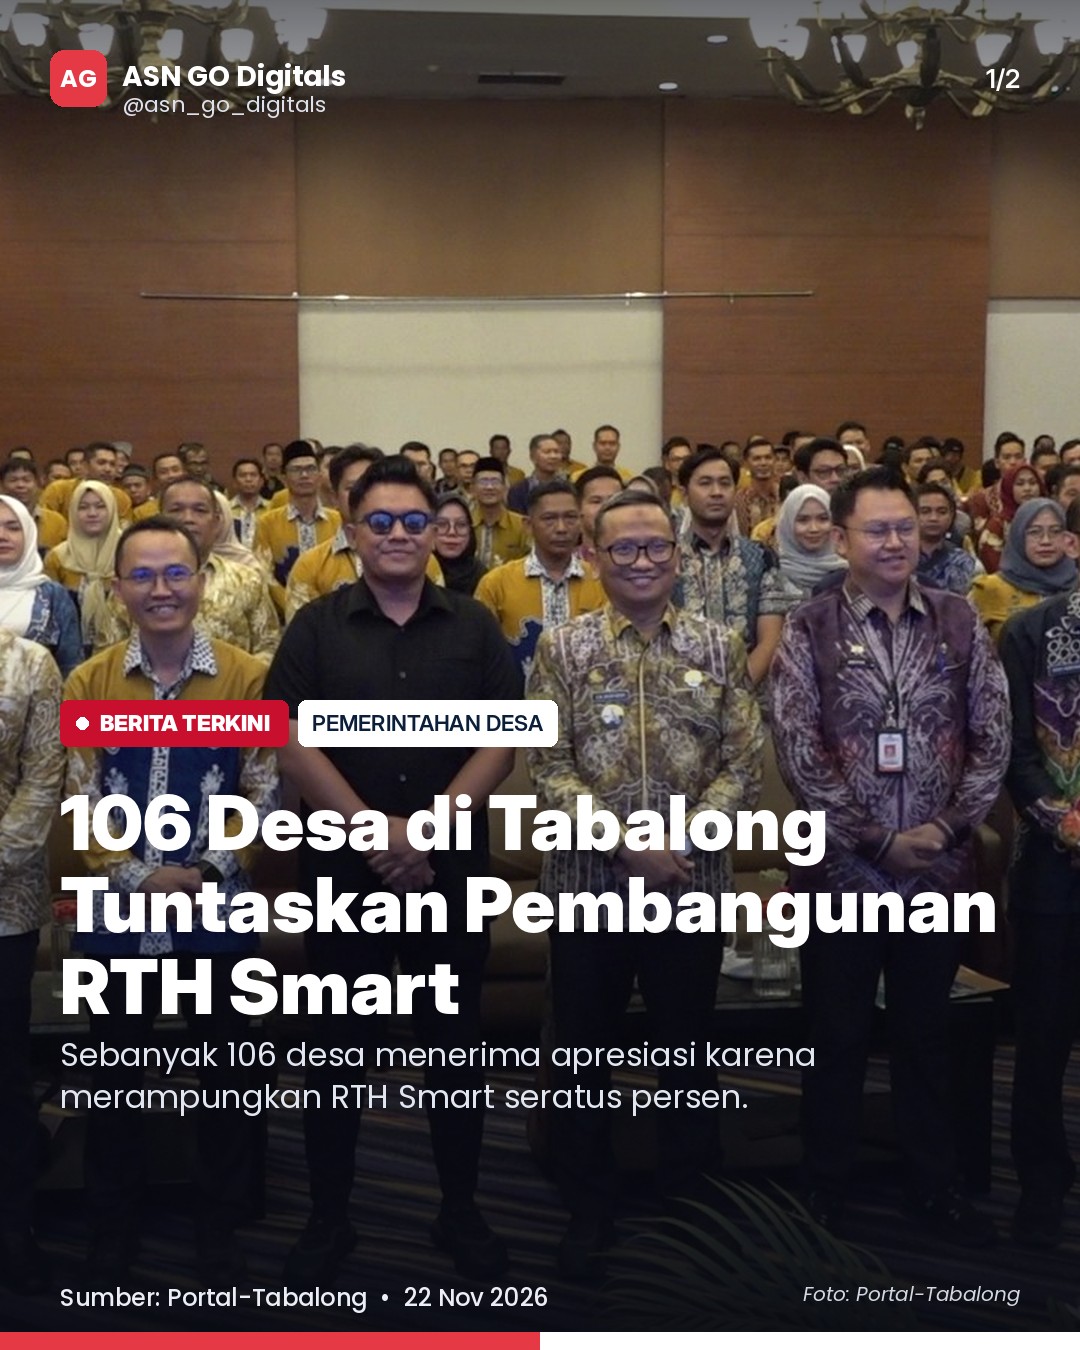 AG
ASN GO Digitals
@asn_go_digitals
1/2
BERITA TERKINI
PEMERINTAHAN DESA
106 Desa di Tabalong
Tuntaskan Pembangunan
RTH Smart
Sebanyak 106 desa menerima apresiasi karena
merampungkan RTH Smart seratus persen.
Sumber: Portal-Tabalong • 22 Nov 2026
Foto: Portal-Tabalong